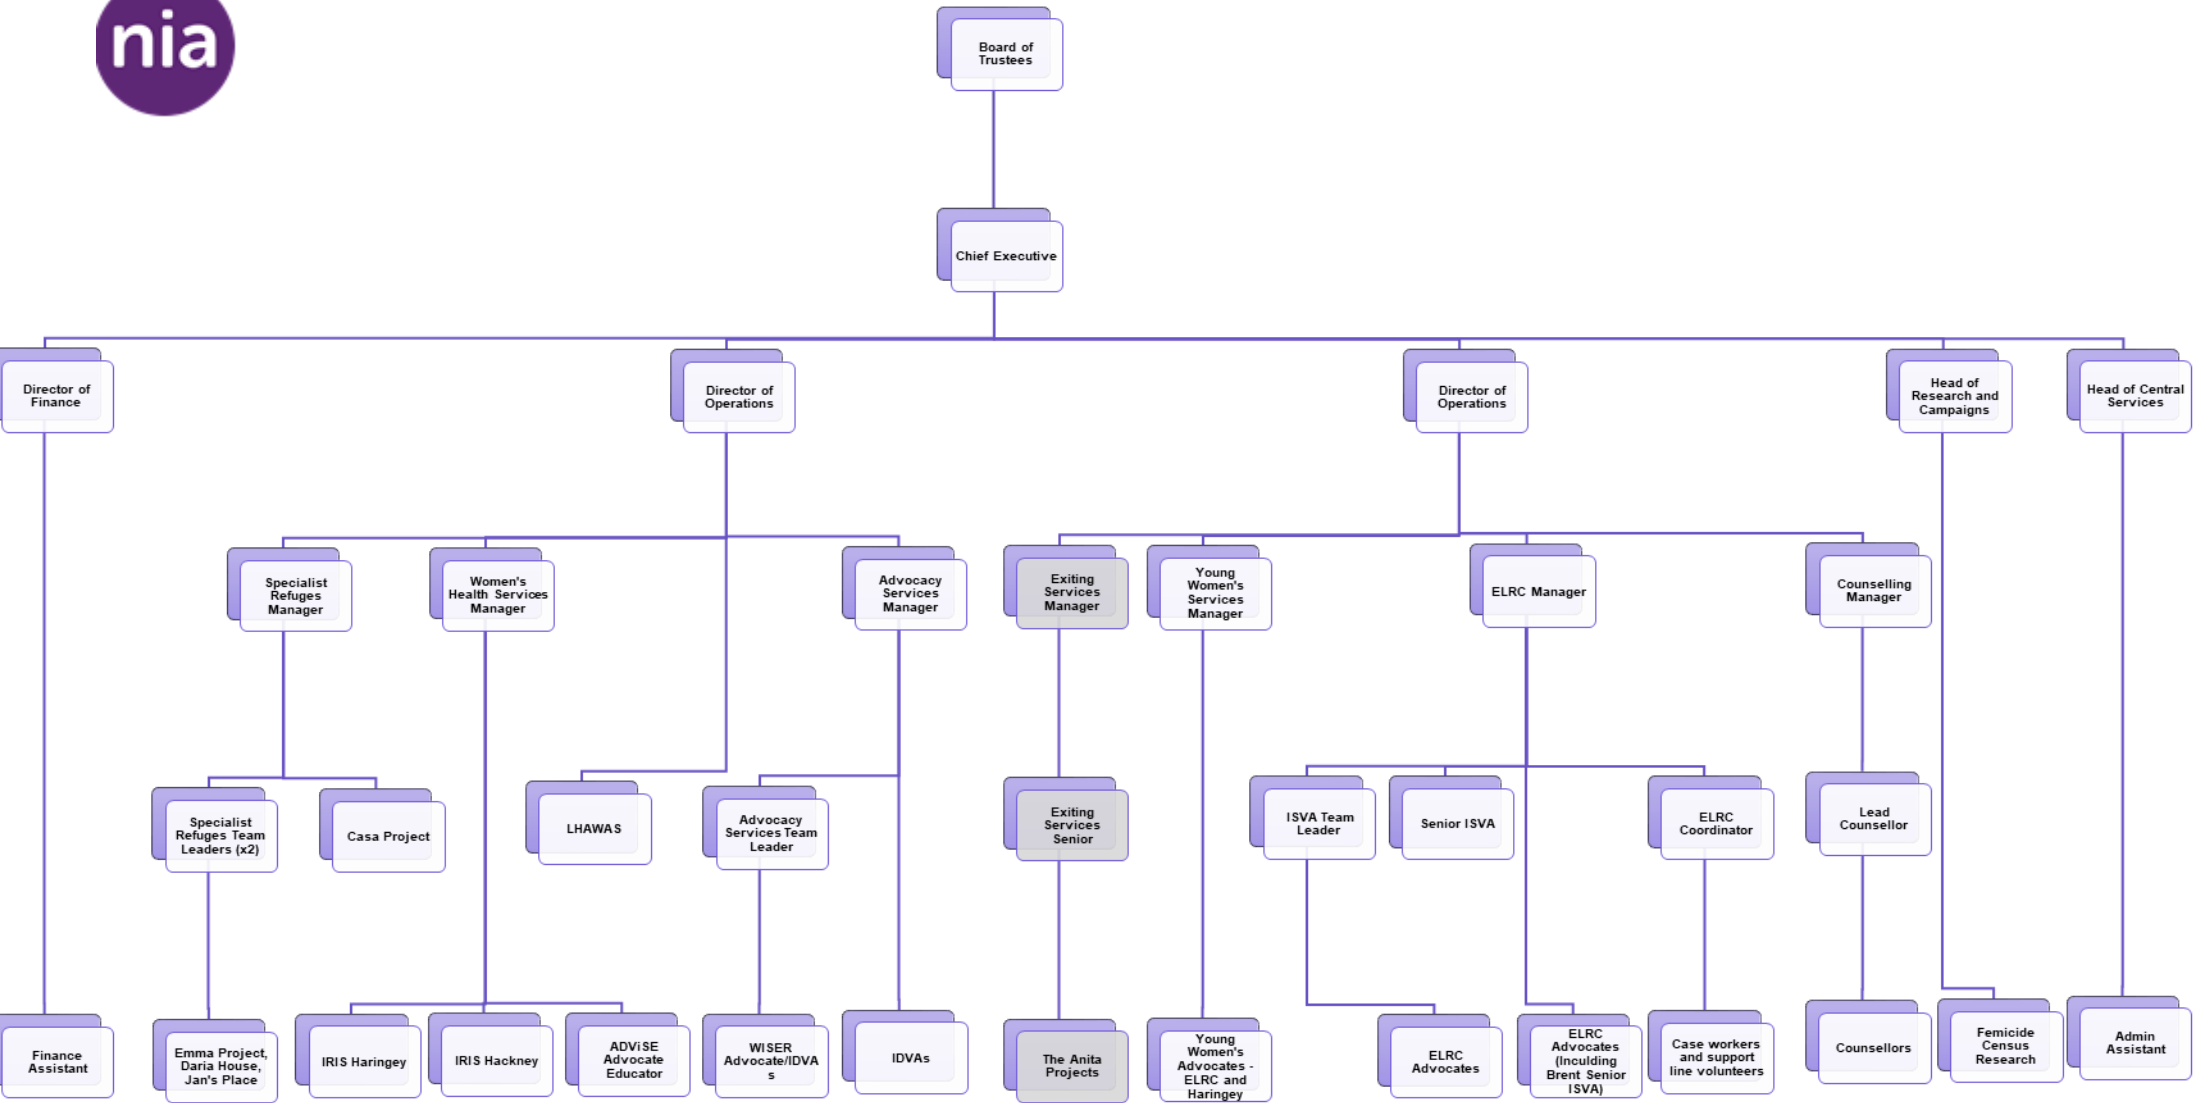 nia
Board of
Trustees
Chief Executive
Director of
Finance
Director of
Operations
Director of
Operations
Head of
Research and
Campaigns
Head of Central
Services
Specialist
Refuges
Manager
Women's
Health Services
Manager
Advocacy
Services
Manager
Exiting
Services
Manager
Young
Women's
Services
Manager
ELRC Manager
Counselling
Manager
Specialist
Refuges Team
Leaders (x2)
Casa Project
LHAWAS
Advocacy
Services Team
Leader
Exiting
Services
Senior
ISVA Team
Leader
Senior ISVA
ELRC
Coordinator
Lead
Counsellor
Finance
Assistant
Emma Project,
Daria House,
Jan's Place
IRIS Haringey
IRIS Hackney
ADViSE
Advocate
Educator
WISER
Advocate/IDVA
s
IDVAs
The Anita
Projects
Young
Women's
Advocates -
ELRC and
Haringey
ELRC
Advocates
ELRC
Advocates
(Inculding
Brent Senior
ISVA)
Case workers
and support
line volunteers
Counsellors
Femicide
Census
Research
Admin
Assistant